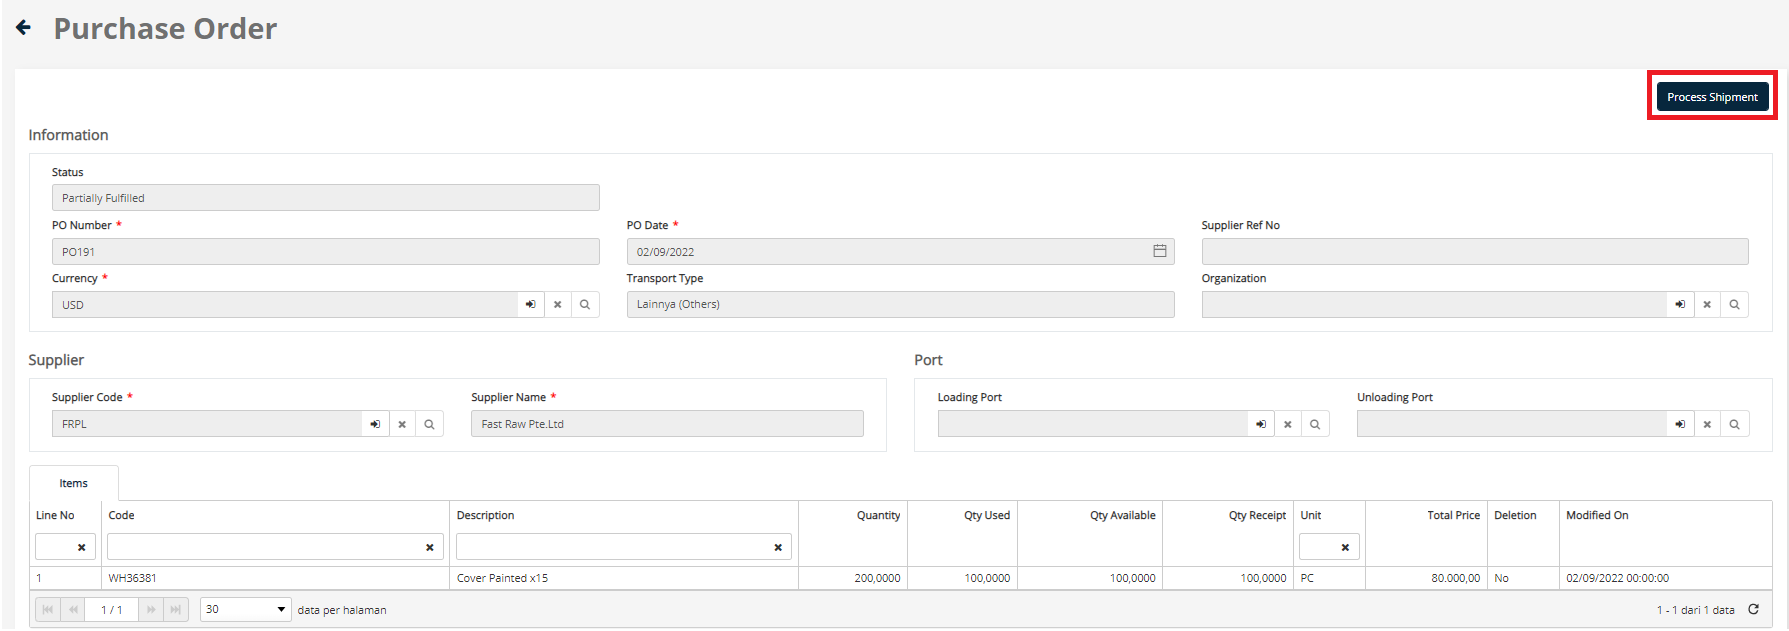 Purchase Order
Process Shipment
Information
Status
Partially Fulfilled
PO Number * PO Date * Supplier Ref No
PO191 02/09/2022
Currency * Transport Type Organization
USD Lainnya (Others)
Supplier Port
Supplier Code * Supplier Name * Loading Port Unloading Port
FRPL Fast Raw Pte.Ltd
Items
Line No Code Description Quantity Qty Used Qty Available Qty Receipt Unit Total Price Deletion Modified On
1 WH36381 Cover Painted x15 200,0000 100,0000 100,0000 100,0000 PC 80.000,00 No 02/09/2022 00:00:00
1 / 1 30 data per halaman 1 - 1 dari 1 data